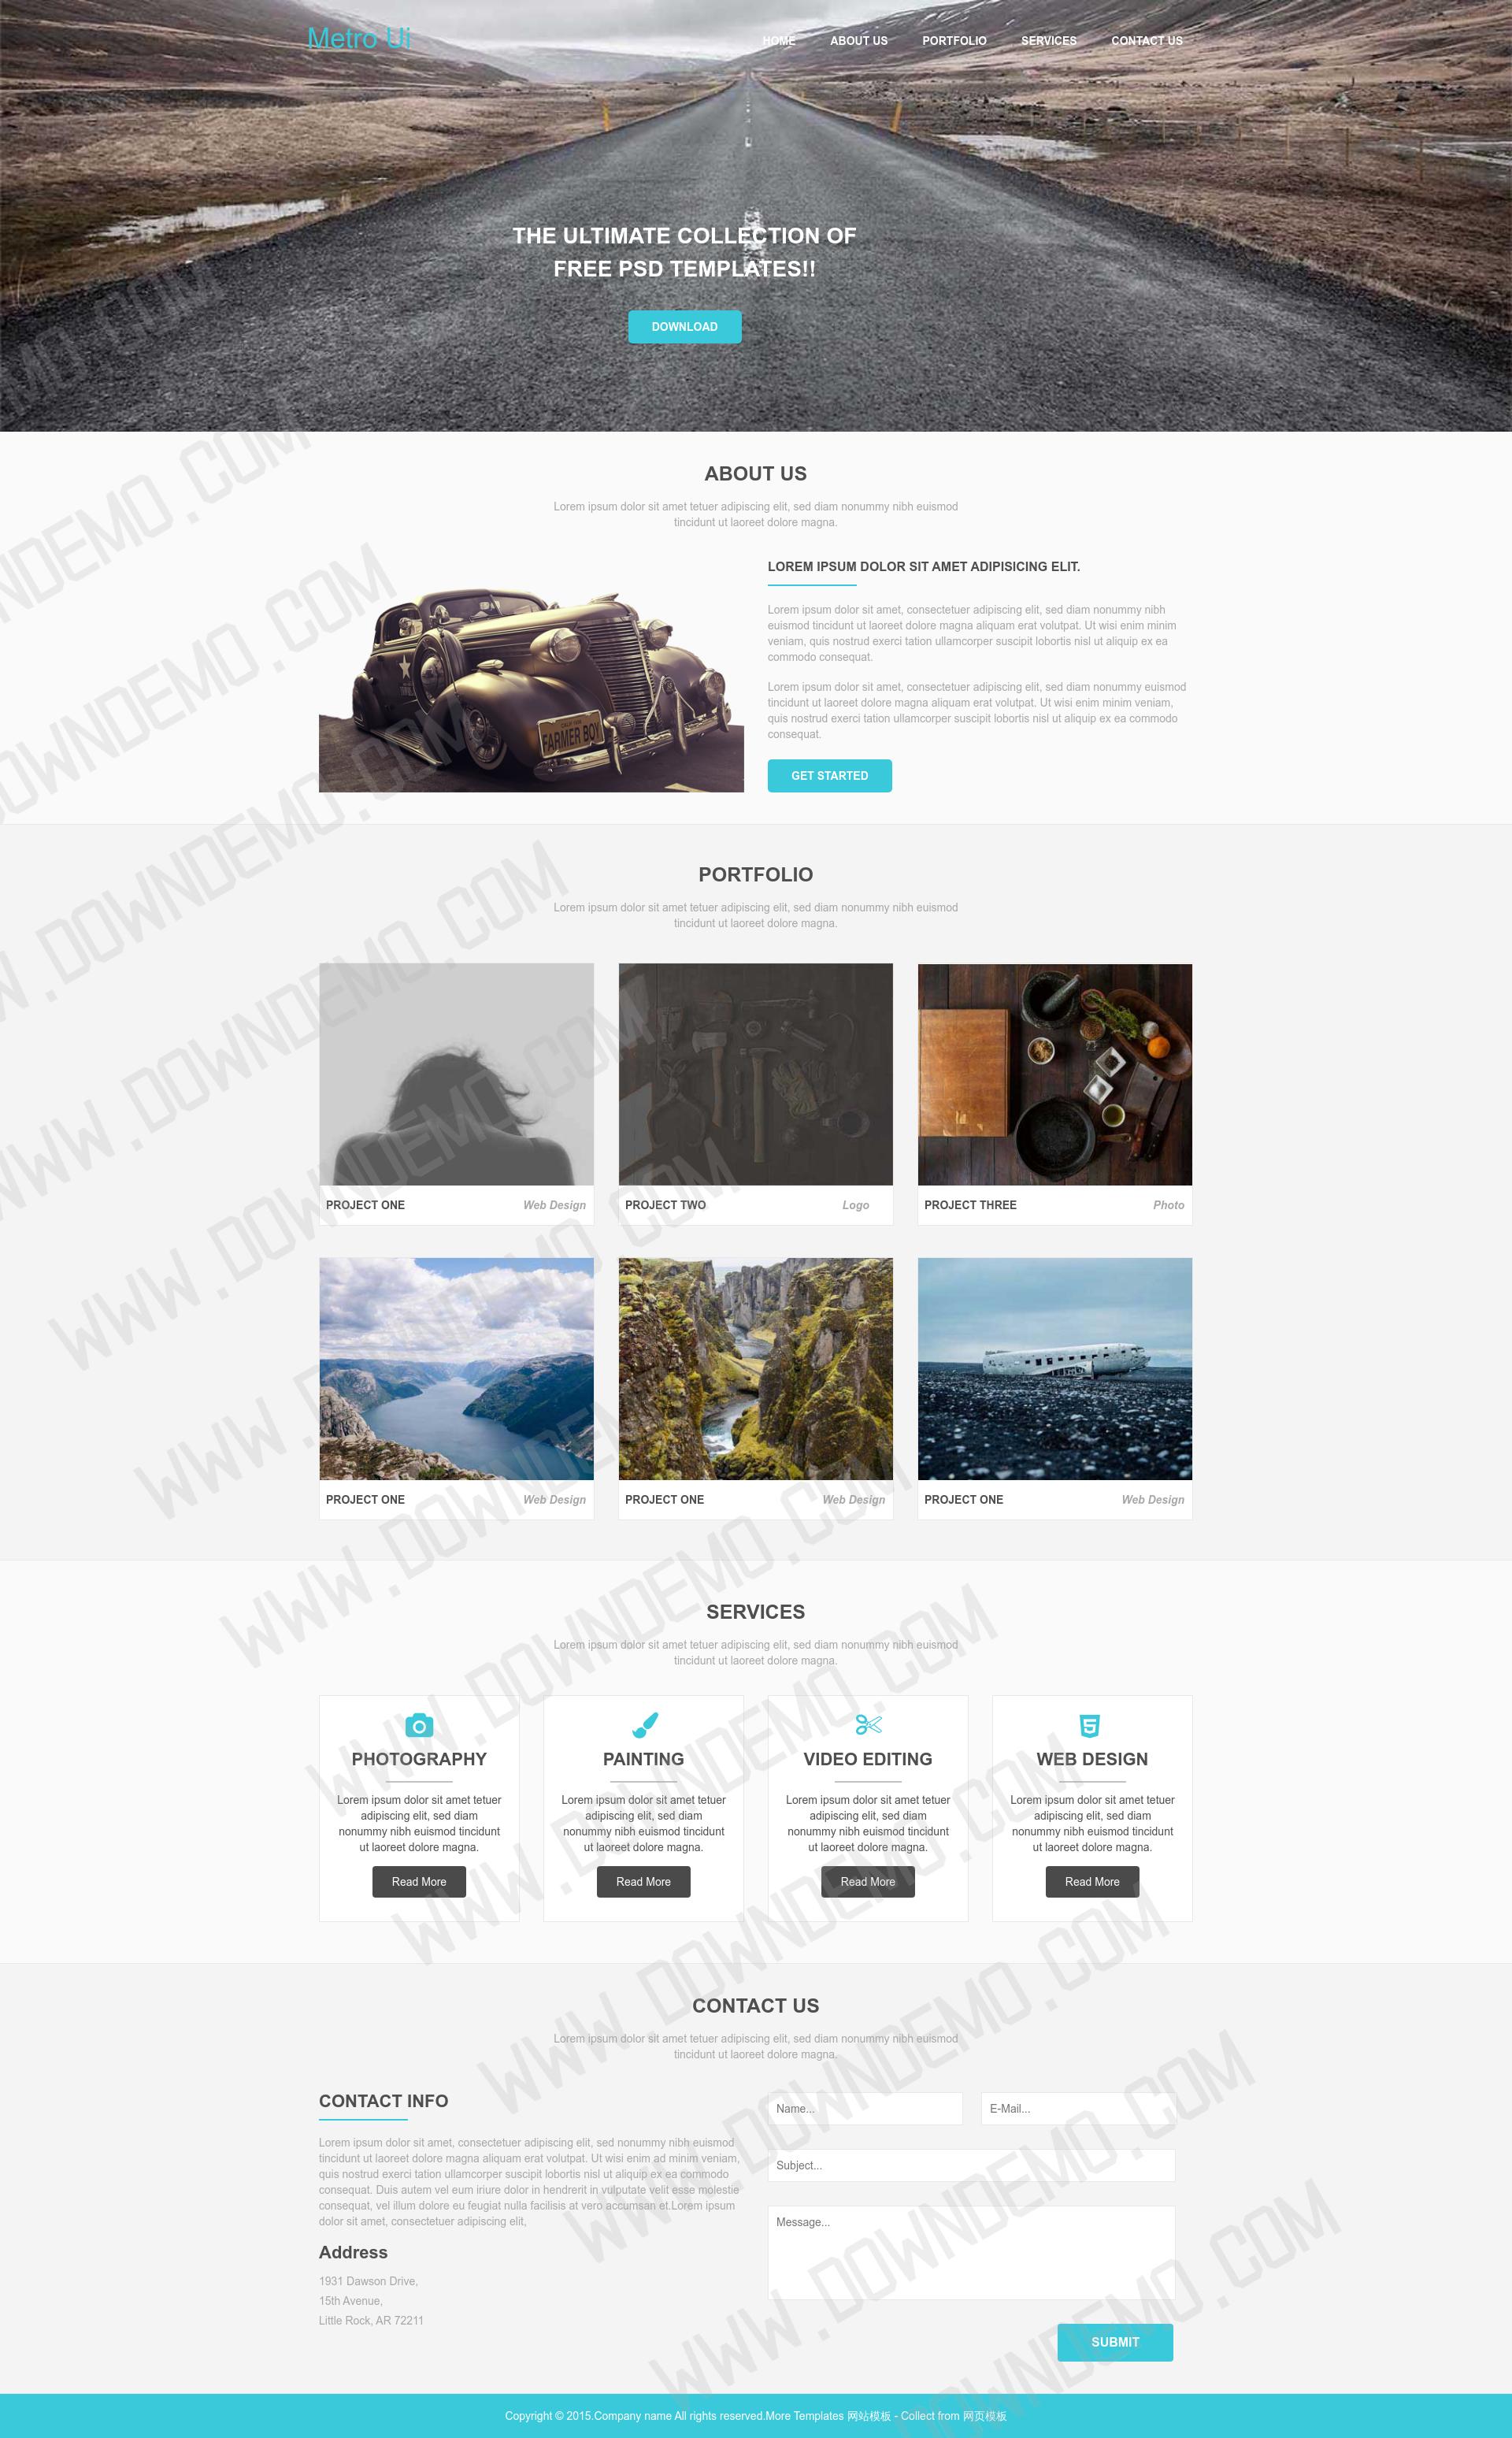 Metro Ui
HOME ABOUT US PORTFOLIO SERVICES CONTACT US
THE ULTIMATE COLLECTION OF
FREE PSD TEMPLATES!!
DOWNLOAD
ABOUT US
Lorem ipsum dolor sit amet tetuer adipiscing elit, sed diam nonummy nibh euismod
tincidunt ut laoreet dolore magna.
FARMER BOY
LOREM IPSUM DOLOR SIT AMET ADIPISICING ELIT.
Lorem ipsum dolor sit amet, consectetuer adipiscing elit, sed diam nonummy nibh
euismod tincidunt ut laoreet dolore magna aliquam erat volutpat. Ut wisi enim minim
veniam, quis nostrud exerci tation ullamcorper suscipit lobortis nisl ut aliquip ex ea
commodo consequat.
Lorem ipsum dolor sit amet, consectetuer adipiscing elit, sed diam nonummy euismod
tincidunt ut laoreet dolore magna aliquam erat volutpat. Ut wisi enim minim veniam,
quis nostrud exerci tation ullamcorper suscipit lobortis nisl ut aliquip ex ea commodo
consequat.
GET STARTED
PORTFOLIO
Lorem ipsum dolor sit amet tetuer adipiscing elit, sed diam nonummy nibh euismod
tincidunt ut laoreet dolore magna.
PROJECT ONE Web Design
PROJECT TWO Logo
PROJECT THREE Photo
PROJECT ONE Web Design
PROJECT ONE Web Design
PROJECT ONE Web Design
SERVICES
Lorem ipsum dolor sit amet tetuer adipiscing elit, sed diam nonummy nibh euismod
tincidunt ut laoreet dolore magna.
PHOTOGRAPHY
Lorem ipsum dolor sit amet tetuer
adipiscing elit, sed diam
nonummy nibh euismod tincidunt
ut laoreet dolore magna.
Read More
PAINTING
Lorem ipsum dolor sit amet tetuer
adipiscing elit, sed diam
nonummy nibh euismod tincidunt
ut laoreet dolore magna.
Read More
VIDEO EDITING
Lorem ipsum dolor sit amet tetuer
adipiscing elit, sed diam
nonummy nibh euismod tincidunt
ut laoreet dolore magna.
Read More
WEB DESIGN
Lorem ipsum dolor sit amet tetuer
adipiscing elit, sed diam
nonummy nibh euismod tincidunt
ut laoreet dolore magna.
Read More
CONTACT US
Lorem ipsum dolor sit amet tetuer adipiscing elit, sed diam nonummy nibh euismod
tincidunt ut laoreet dolore magna.
CONTACT INFO
Lorem ipsum dolor sit amet, consectetuer adipiscing elit, sed nonummy nibh euismod
tincidunt ut laoreet dolore magna aliquam erat volutpat. Ut wisi enim ad minim veniam,
quis nostrud exerci tation ullamcorper suscipit lobortis nisl ut aliquip ex ea commodo
consequat. Duis autem vel eum iriure dolor in hendrerit in vulputate velit esse molestie
consequat, vel illum dolore eu feugiat nulla facilisis at vero accumsan et.Lorem ipsum
dolor sit amet, consectetuer adipiscing elit,
Address
1931 Dawson Drive,
15th Avenue,
Little Rock, AR 72211
Name...
E-Mail...
Subject...
Message...
SUBMIT
Copyright © 2015.Company name All rights reserved.More Templates 网站模板 - Collect from 网页模板
WWW.DOWNDEMO.COM